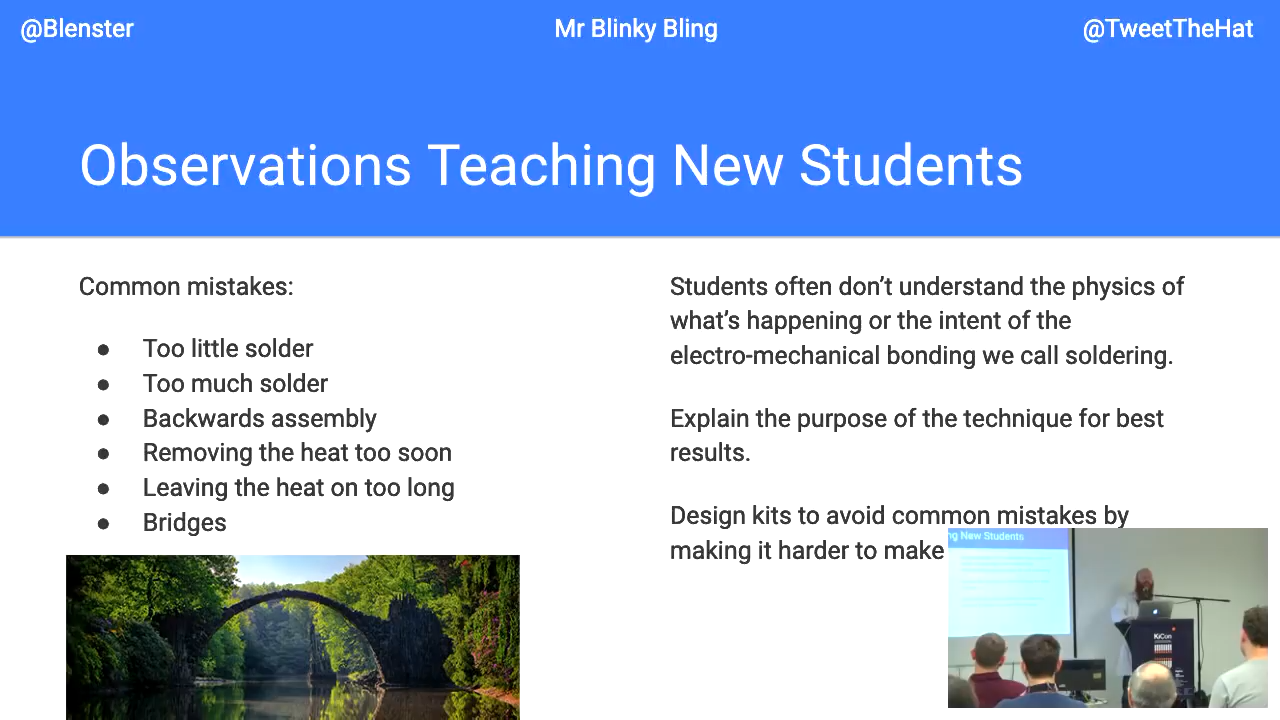 @Blenster
Mr Blinky Bling
@TweetTheHat
Observations Teaching New Students
Common mistakes:
● Too little solder
● Too much solder
● Backwards assembly
● Removing the heat too soon
● Leaving the heat on too long
● Bridges
Students often don’t understand the physics of
what’s happening or the intent of the
electro-mechanical bonding we call soldering.
Explain the purpose of the technique for best
results.
Design kits to avoid common mistakes by
making it harder to make
ng New Students
KiCon